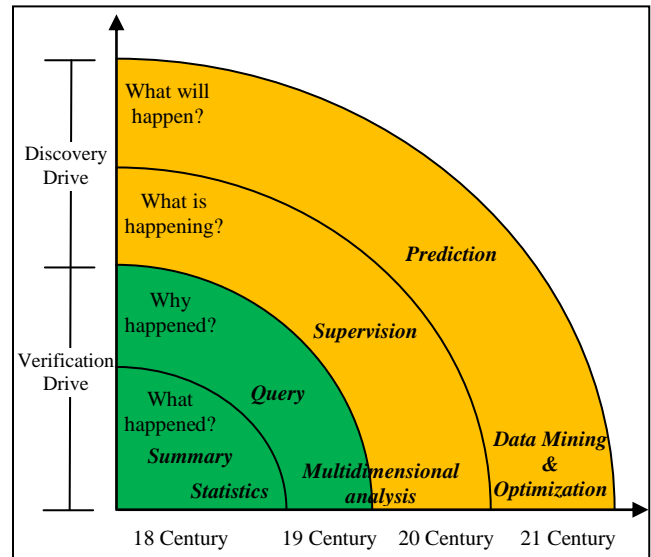 What will
happen?
Discovery
Drive
What is
happening?
Prediction
Why
happened?
Supervision
Verification
Drive
Query
What
happened?
Summary
Statistics
Multidimensional
analysis
Data Mining
&
Optimization
18 Century
19 Century
20 Century
21 Century